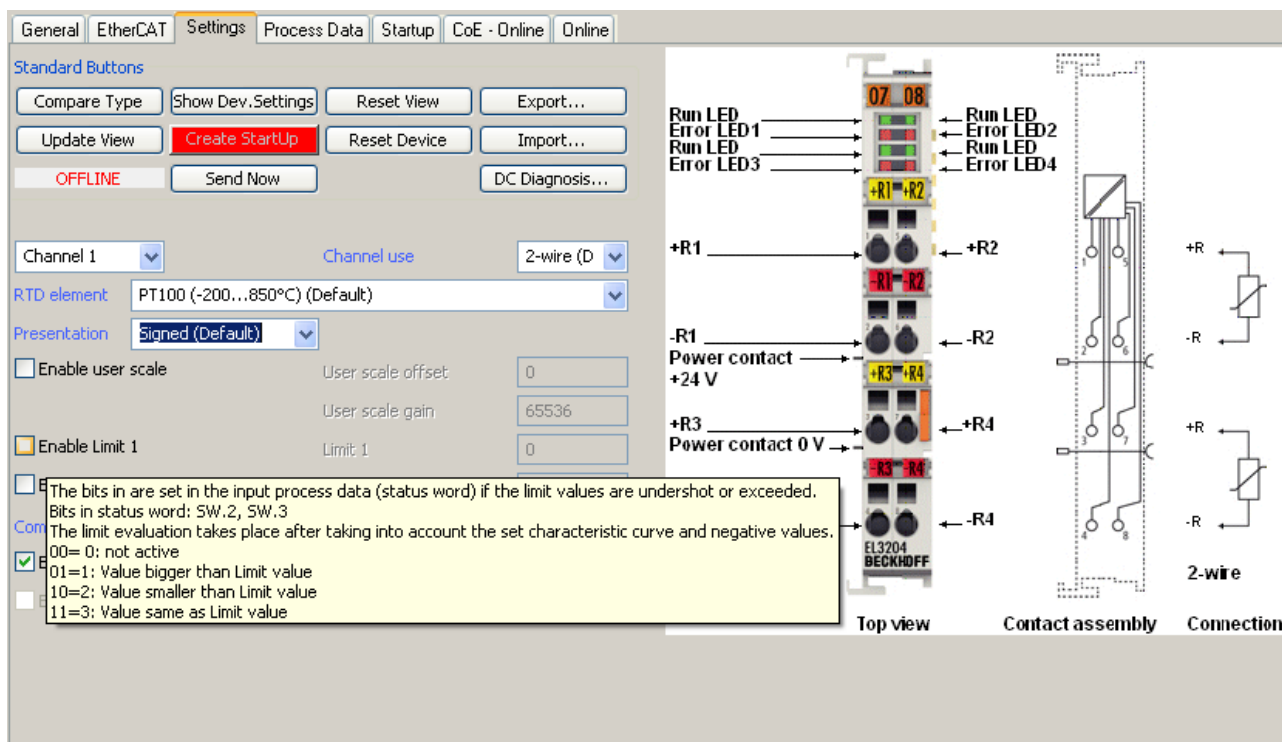 General EtherCAT Settings Process Data Startup CoE - Online Online
Standard Buttons
Compare Type Show Dev.Settings Reset View Export...
Update View Create StartUp Reset Device Import...
OFFLINE Send Now DC Diagnosis...
Channel 1 Channel use 2-wire (D
RTD element PT100 (-200...850°C) (Default)
Presentation Signed (Default)
Enable user scale User scale offset 0
User scale gain 65536
Enable Limit 1 Limit 1 0
The bits in are set in the input process data (status word) if the limit values are undershot or exceeded.
Bits in status word: SW.2, SW.3
The limit evaluation takes place after taking into account the set characteristic curve and negative values.
00= 0: not active
01=1: Value bigger than Limit value
10=2: Value smaller than Limit value
11=3: Value same as Limit value
Com
07 08
Run LED Run LED
Error LED1 Error LED2
Run LED Run LED
Error LED3 Error LED4
+R1 +R2
+R1 +R2
-R1 -R2
-R1 -R2
Power contact
+24 V
+R3 +R4
+R3 +R4
Power contact 0 V
-R3 -R4
-R4
EL3204
BECKHOFF
Top view
1 5
2 6
3 7
4 8
Contact assembly
+R
-R
+R
-R
2-wire
Connection